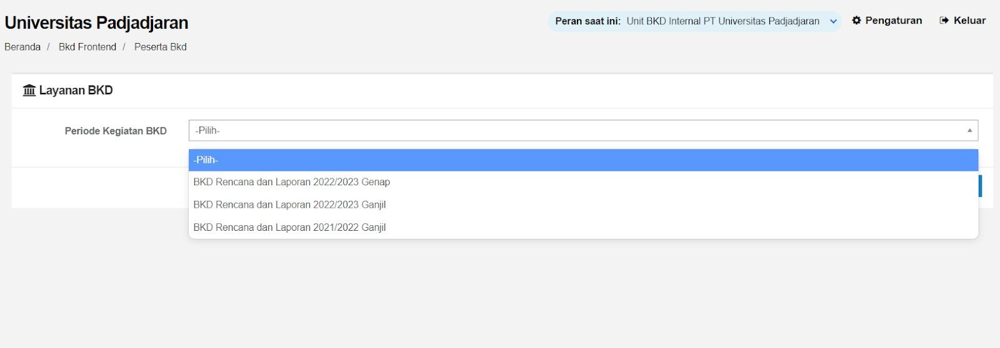 Universitas Padjadjaran
Peran saat ini: Unit BKD Internal PT Universitas Padjadjaran
Pengaturan
Keluar
Beranda / Bkd Frontend / Peserta Bkd
Layanan BKD
Periode Kegiatan BKD
-Pilih-
-Pilih-
BKD Rencana dan Laporan 2022/2023 Genap
BKD Rencana dan Laporan 2022/2023 Ganjil
BKD Rencana dan Laporan 2021/2022 Ganjil